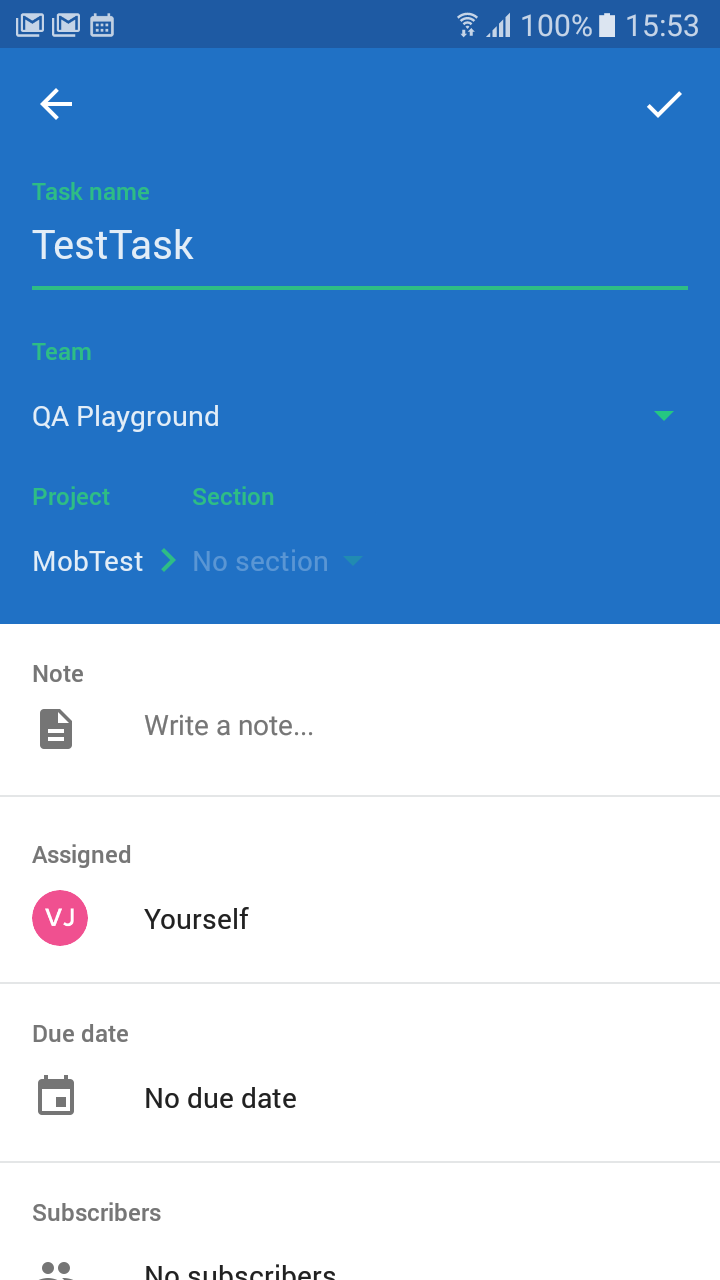 100% 15:53
Task name
TestTask
Team
QA Playground
Project Section
MobTest No section
Note
Write a note...
Assigned
VJ Yourself
Due date
No due date
Subscribers
No subscribers